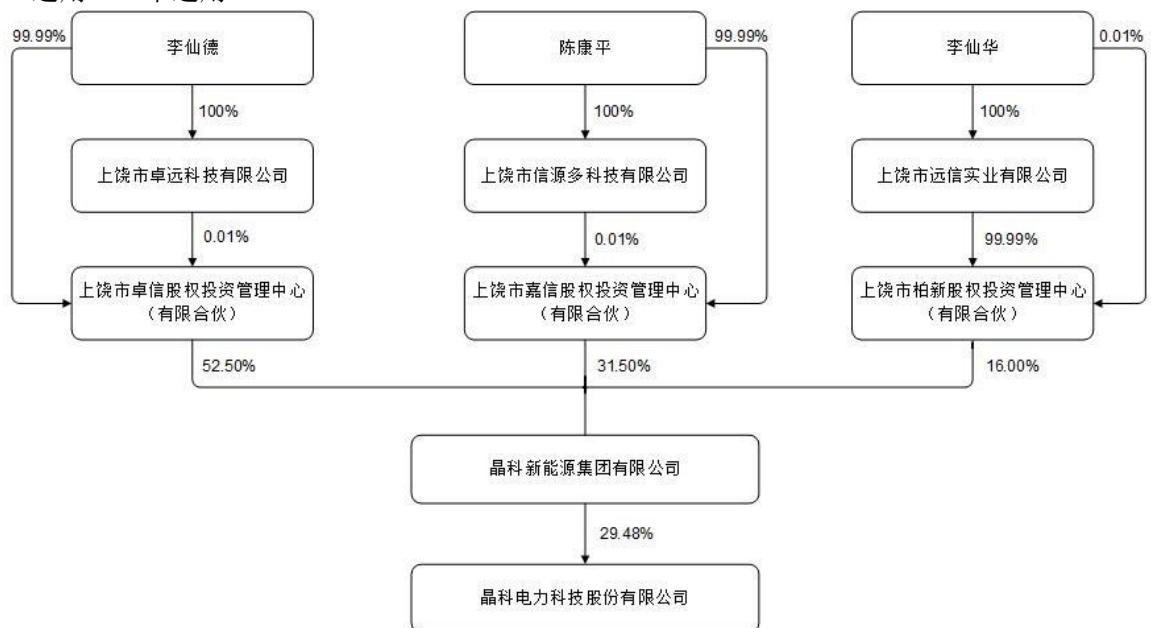 99.99%
李仙德
陈康平
99.99%
李仙华
0.01%
100%
100%
100%
上饶市卓远科技有限公司
上饶市信源多科技有限公司
上饶市远信实业有限公司
0.01%
0.01%
99.99%
上饶市卓信股权投资管理中心
（有限合伙）
上饶市嘉信股权投资管理中心
（有限合伙）
上饶市柏新股权投资管理中心
（有限合伙）
52.50%
31.50%
16.00%
晶科新能源集团有限公司
29.48%
晶科电力科技股份有限公司